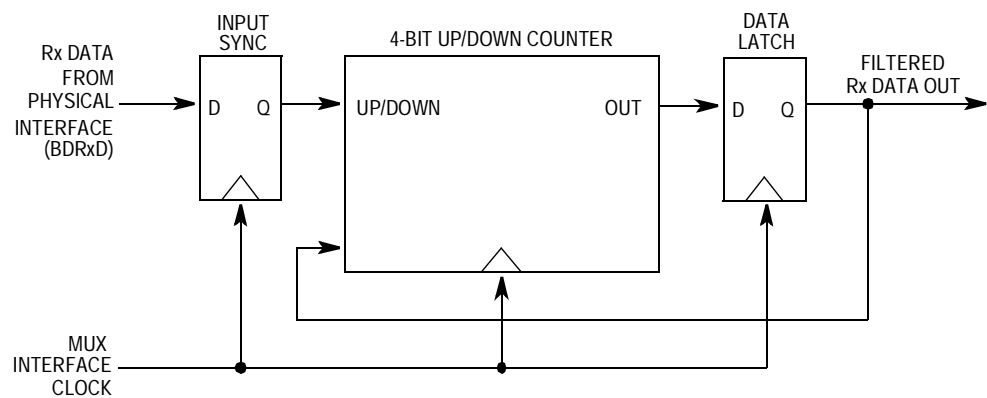 INPUT
SYNC
4-BIT UP/DOWN COUNTER
DATA
LATCH
Rx DATA
FROM
PHYSICAL
INTERFACE
(BDRxD)
D
Q
UP/DOWN
OUT
D
Q
FILTERED
Rx DATA OUT
MUX
INTERFACE
CLOCK